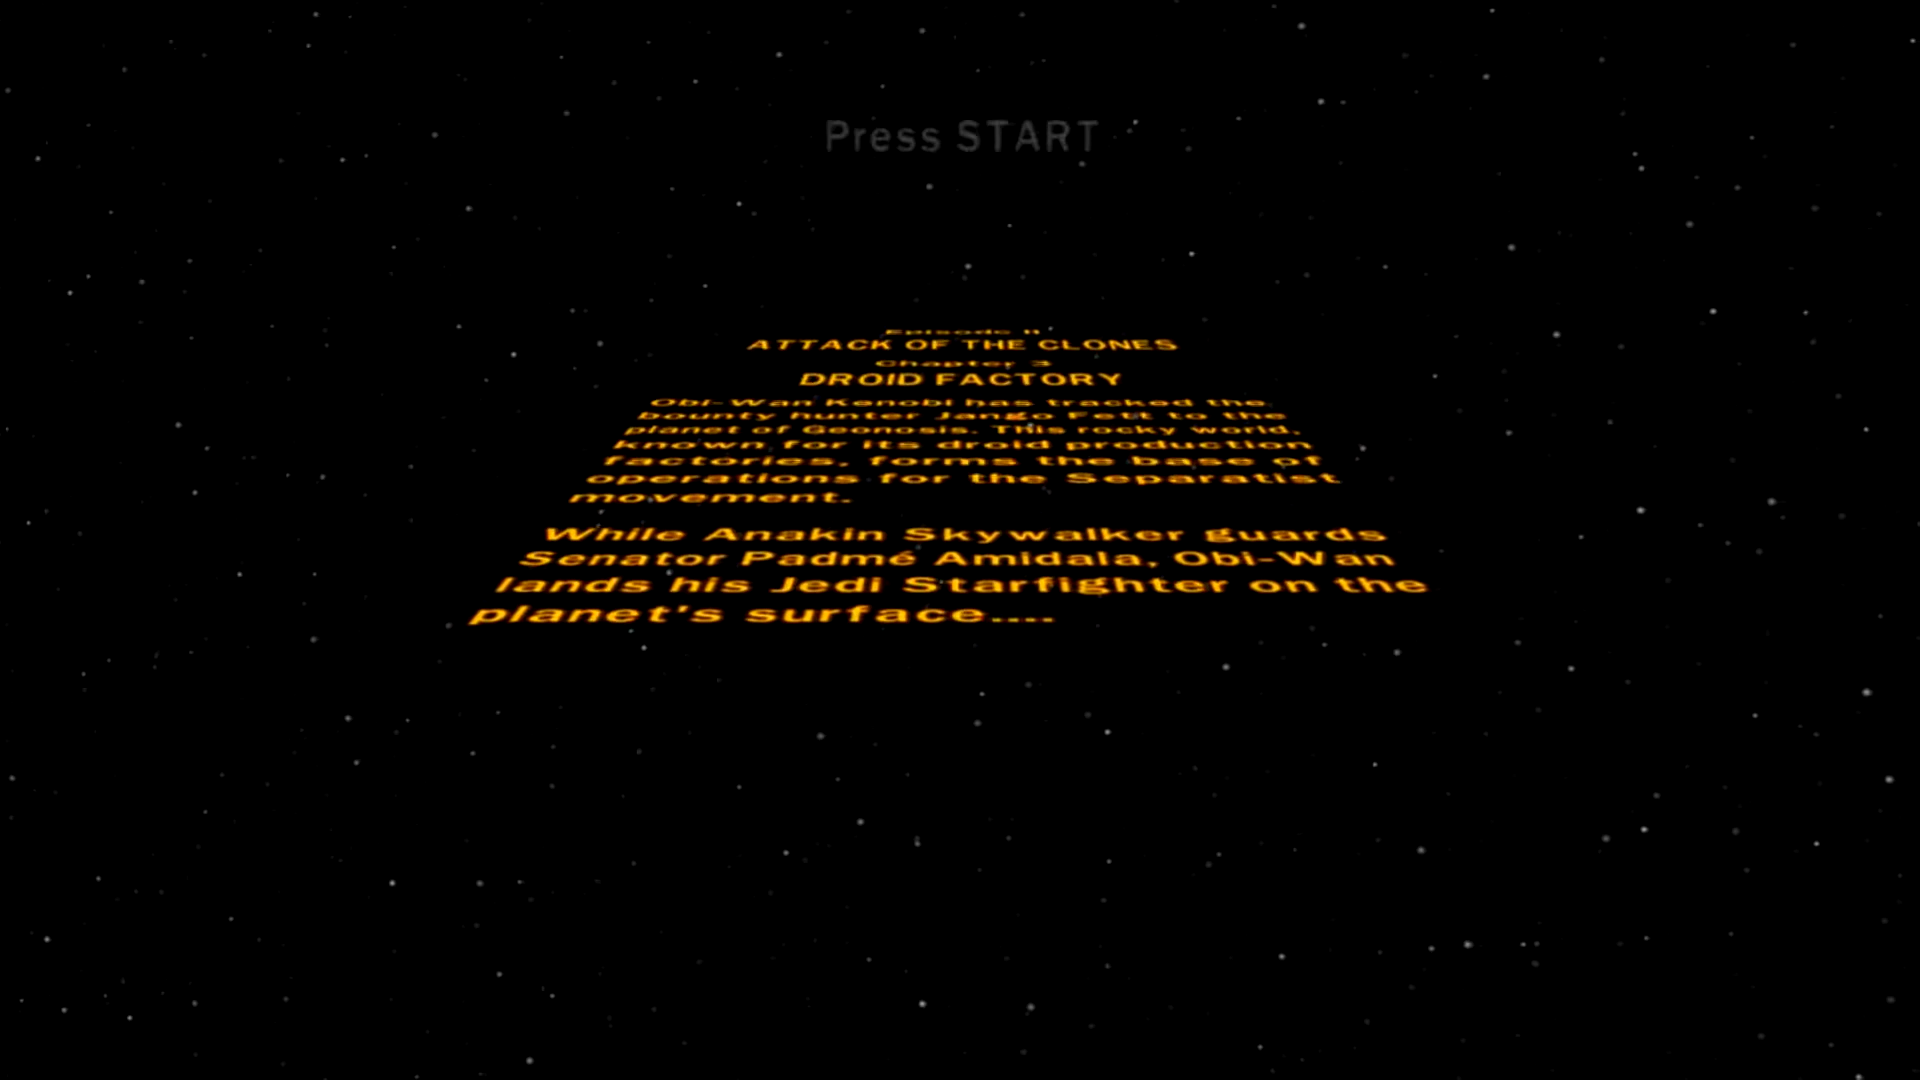 Press START
Episode II
ATTACK OF THE CLONES
Chapter 3
DROID FACTORY
Obi-Wan Kenobi has tracked the
bounty hunter Jango Fett to the
planet of Geonosis. This rocky world,
known for its droid production
factories, forms the base of
operations for the Separatist
movement.
While Anakin Skywalker guards
Senator Padmé Amidala, Obi-Wan
lands his Jedi Starfighter on the
planet's surface....